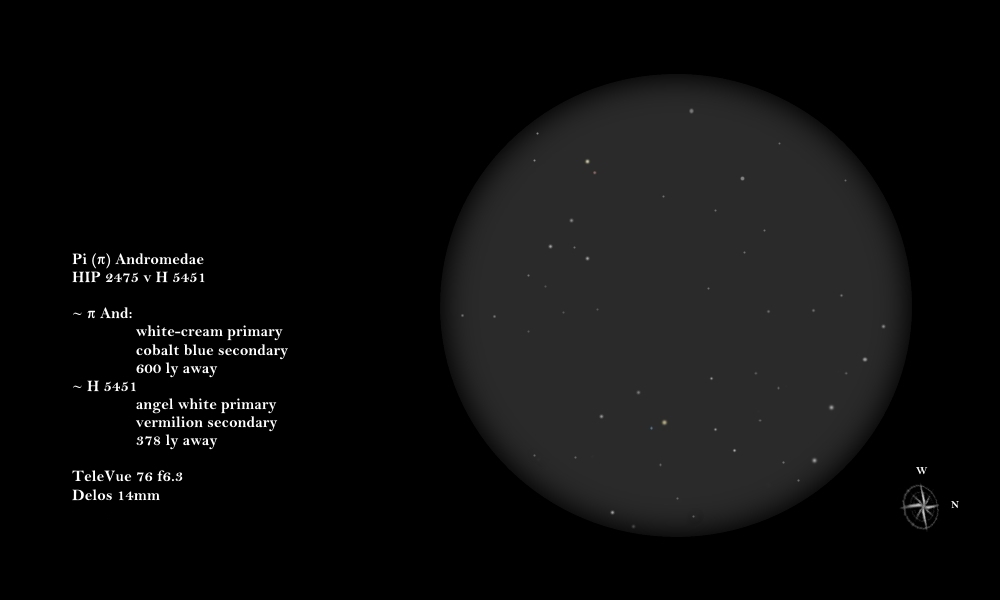 Pi (π) Andromedae
HIP 2475 v H 5451
~ π And:
white-cream primary
cobalt blue secondary
600 ly away
~ H 5451
angel white primary
vermilion secondary
378 ly away
TeleVue 76 f6.3
Delos 14mm
W
N